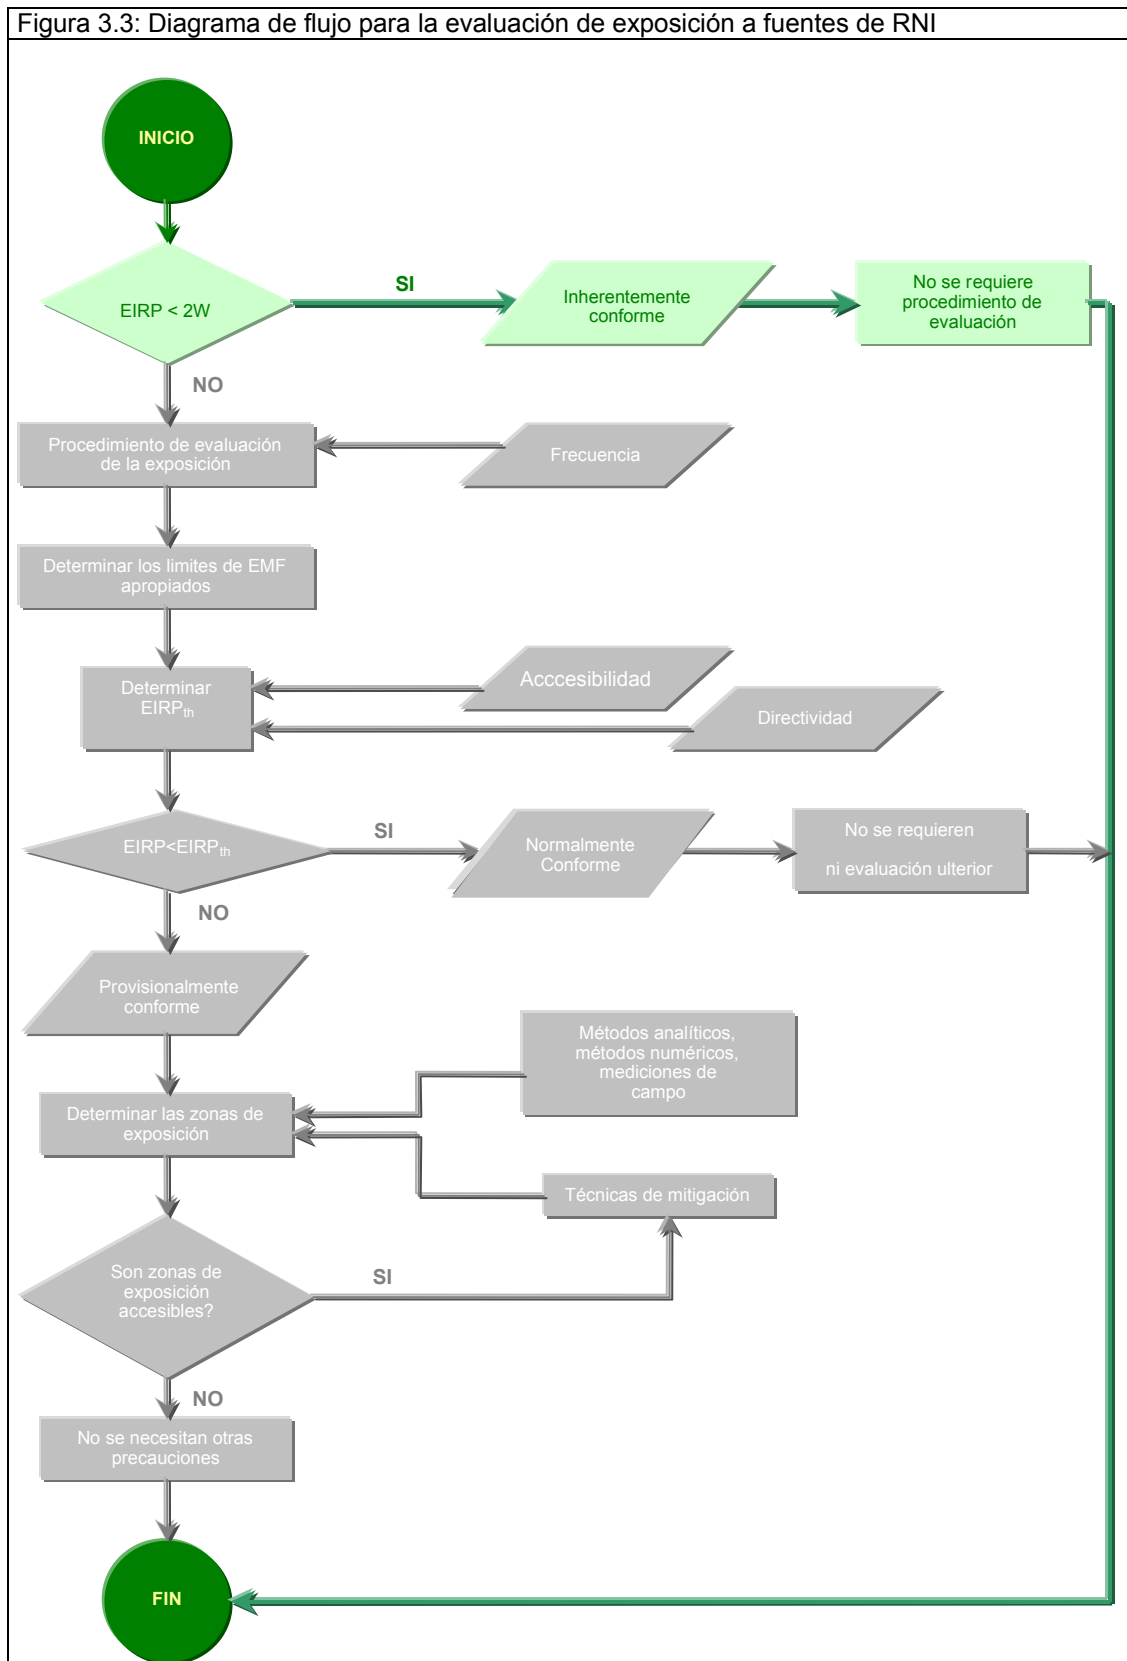 Figura 3.3: Diagrama de flujo para la evaluación de exposición a fuentes de RNI
INICIO
EIRP < 2W
SI
Inherentemente
conforme
No se requiere
procedimiento de
evaluación
NO
Procedimiento de evaluación
de la exposición
Frecuencia
Determinar los limites de EMF
apropiados
Determinar
EIRPth
Acccesibilidad
Directividad
EIRP<EIRPth
SI
Normalmente
Conforme
No se requieren
ni evaluación ulterior
NO
Provisionalmente
conforme
Métodos analíticos,
métodos numéricos,
mediciones de
campo
Determinar las zonas de
exposición
Técnicas de mitigación
Son zonas de
exposición
accesibles?
SI
NO
No se necesitan otras
precauciones
FIN